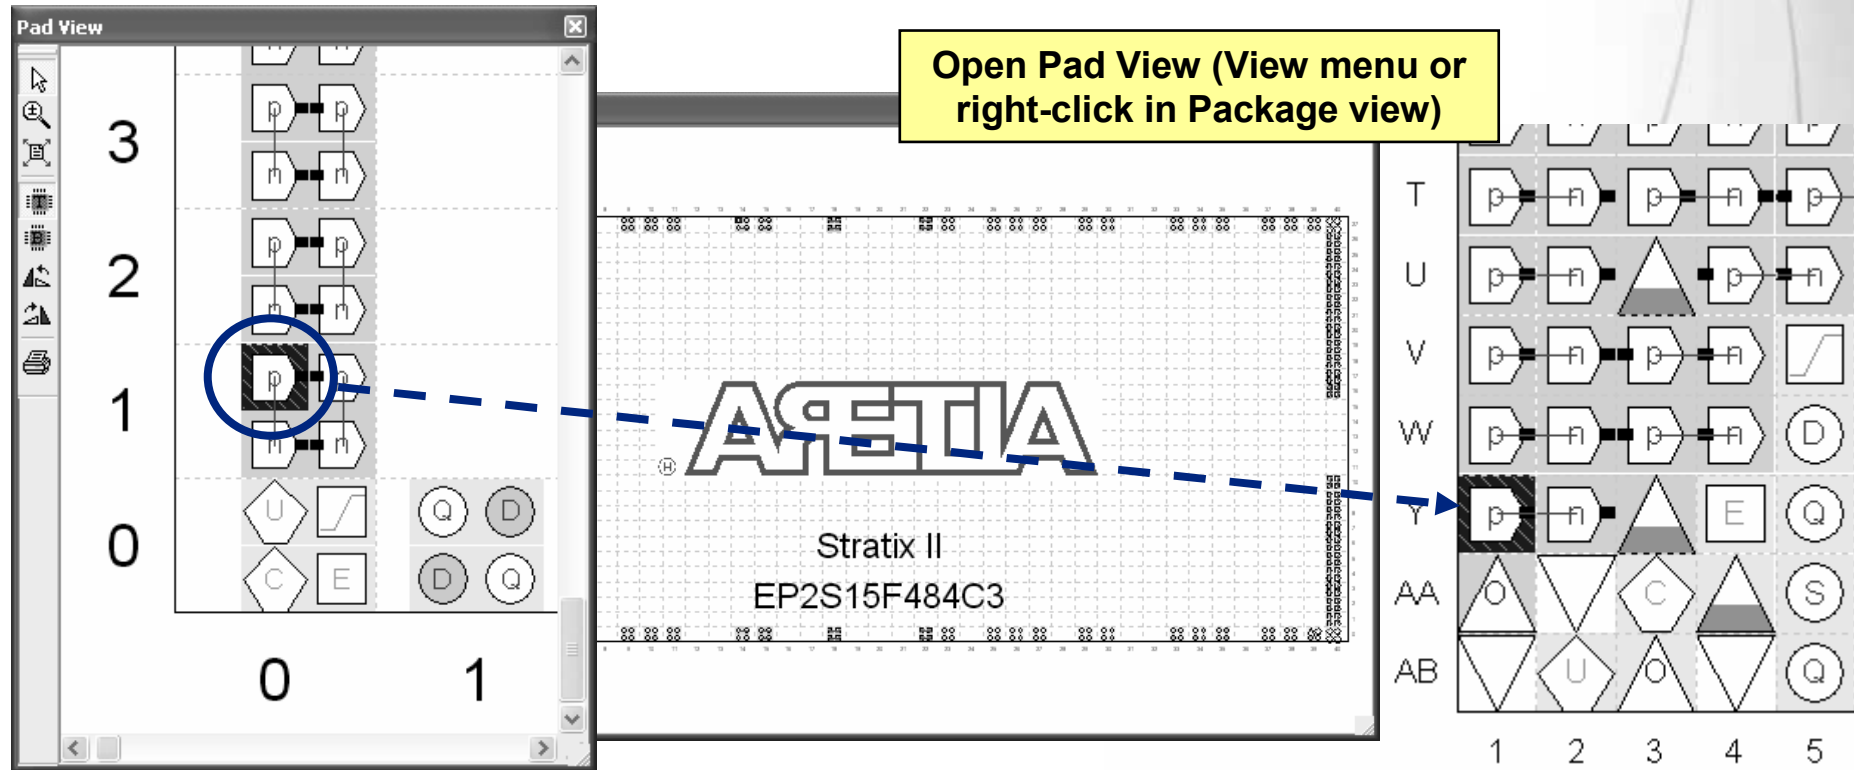 Pad View
Open Pad View (View menu or
right-click in Package view)
3
p p
n n
2
p p
n n
1
p n
n n
0
U Q D
C E D Q
0 1
ALTERA
®
Stratix II
EP2S15F484C3
T p n p n p
U p n p n
V p n p n
W p n p n D
Y p n E Q
AA O C S
AB U O Q
1 2 3 4 5